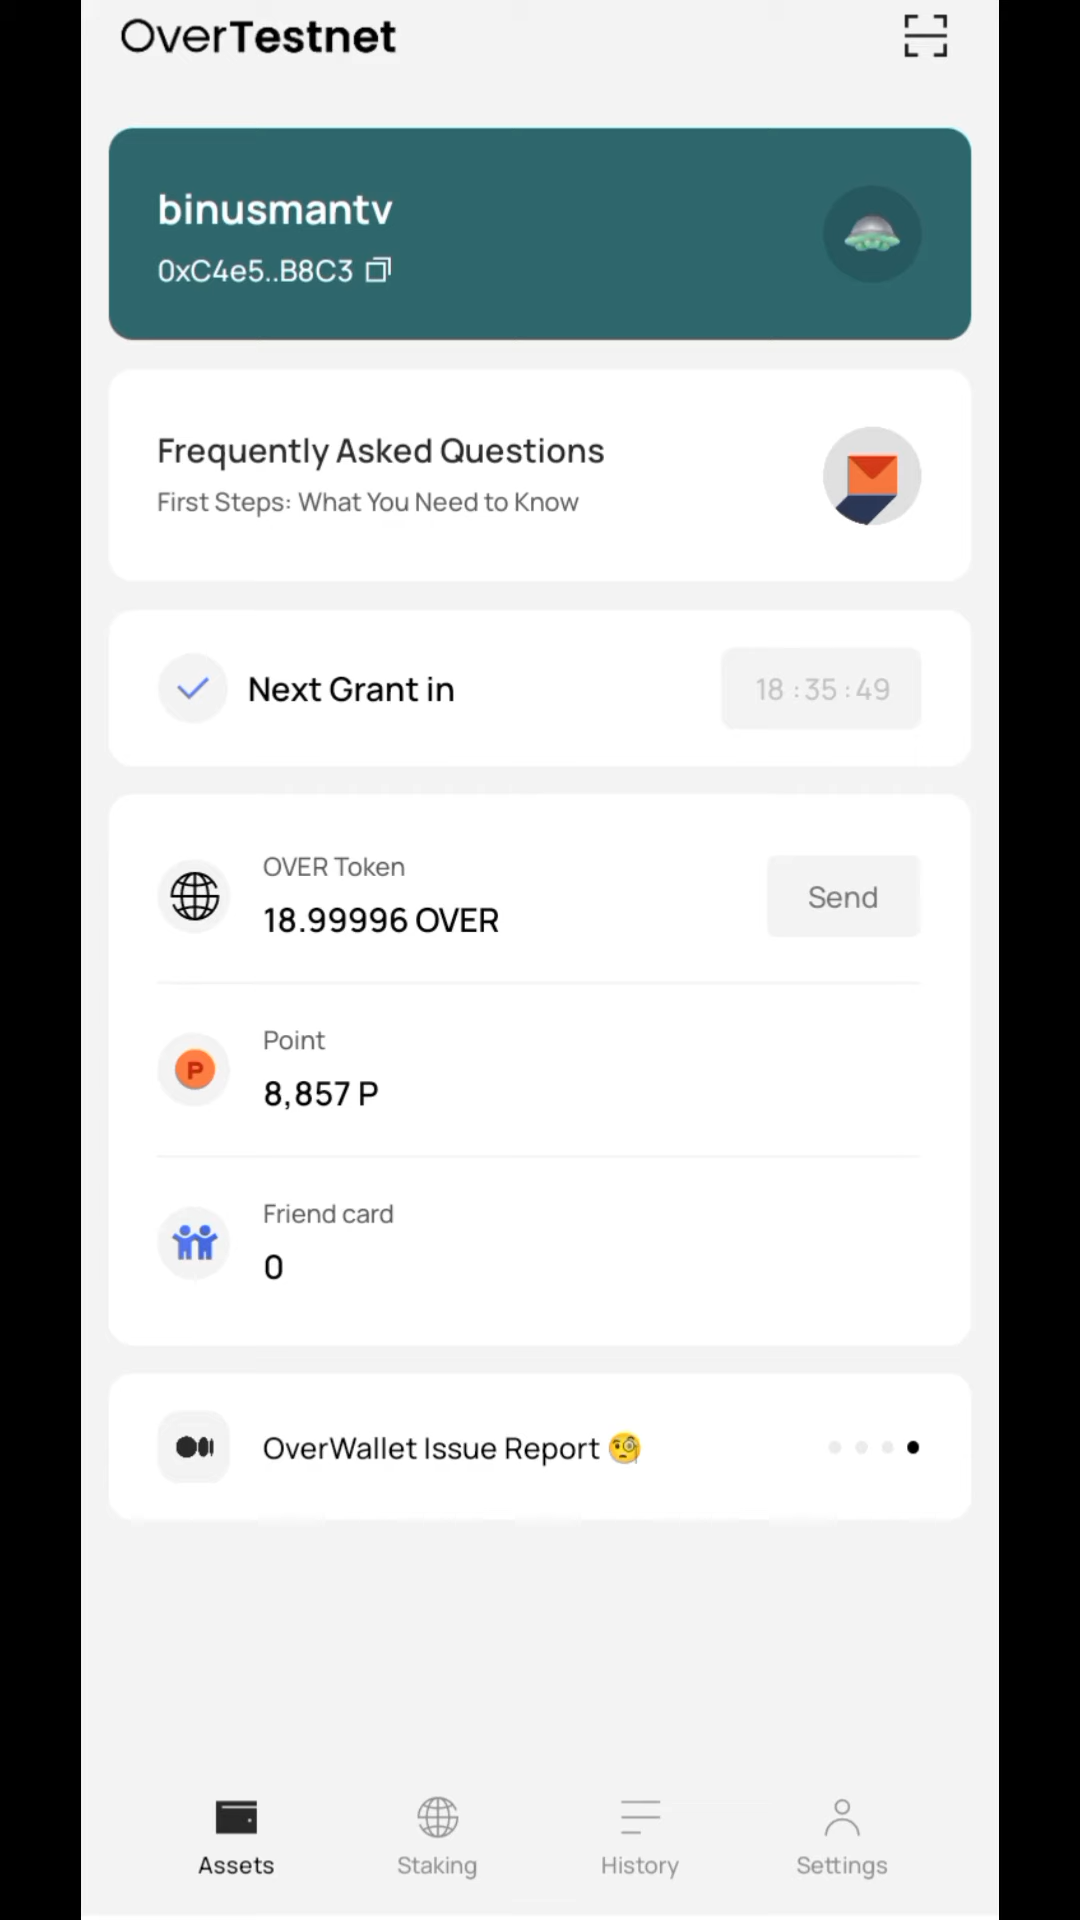 OverTestnet
binusmantv
0xC4e5..B8C3
Frequently Asked Questions
First Steps: What You Need to Know
Next Grant in
18 : 35 : 49
OVER Token
18.99996 OVER
Send
P
Point
8,857 P
Friend card
0
OverWallet Issue Report 🧐
Assets
Staking
History
Settings